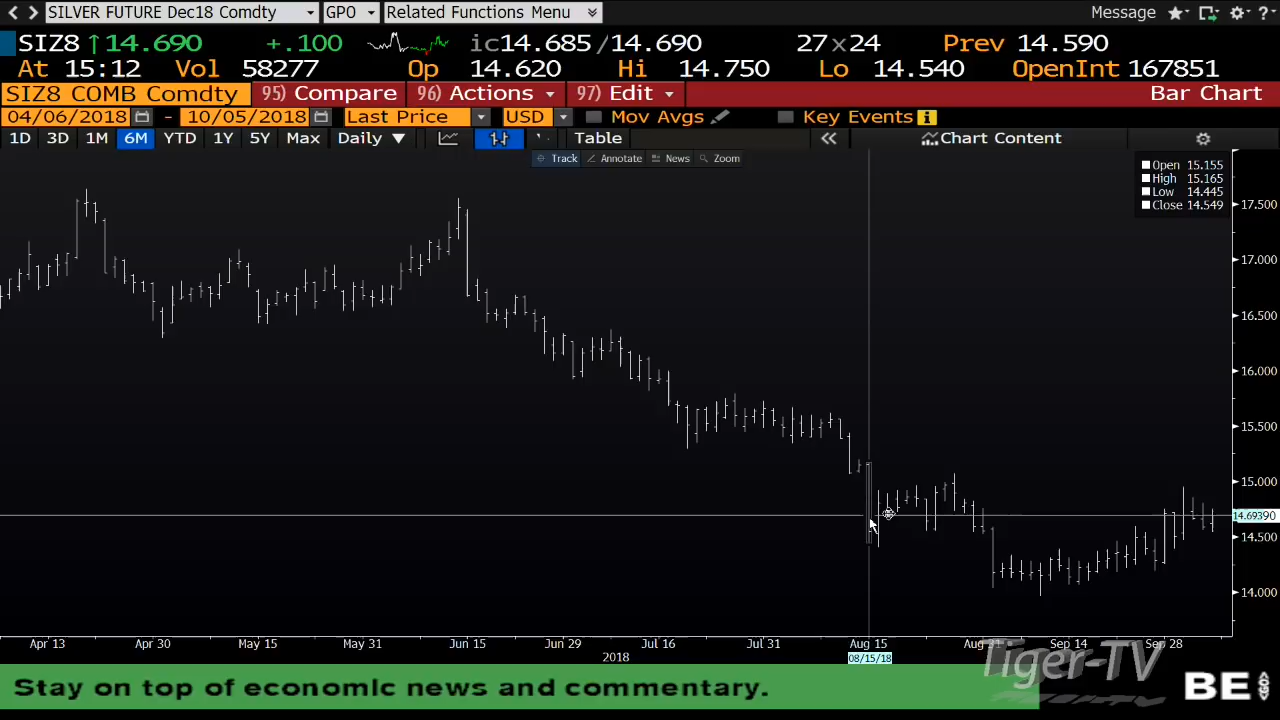 SILVER FUTURE Dec18 Comdty GPO Related Functions Menu Message
SIZ8 ↑14.690 +.100 ic14.685/14.690 27x24 Prev 14.590
At 15:12 Vol 58277 Op 14.620 Hi 14.750 Lo 14.540 OpenInt 167851
SIZ8 COMB Comdty 95) Compare 96) Actions 97) Edit Bar Chart
04/06/2018 - 10/05/2018 Last Price USD Mov Avgs Key Events
1D 3D 1M 6M YTD 1Y 5Y Max Daily ▼ Table « Chart Content
Track Annotate News Zoom
Open 15.155
High 15.165
Low 14.445
Close 14.549
17.500
17.000
16.500
16.000
15.500
15.000
14.69390
14.500
14.000
Apr 13 Apr 30 May 15 May 31 Jun 15 Jun 29 Jul 16 Jul 31 Aug 15 Aug 31 Sep 14 Sep 28
2018 08/15/18
Tiger-TV
Stay on top of economic news and commentary.
BE